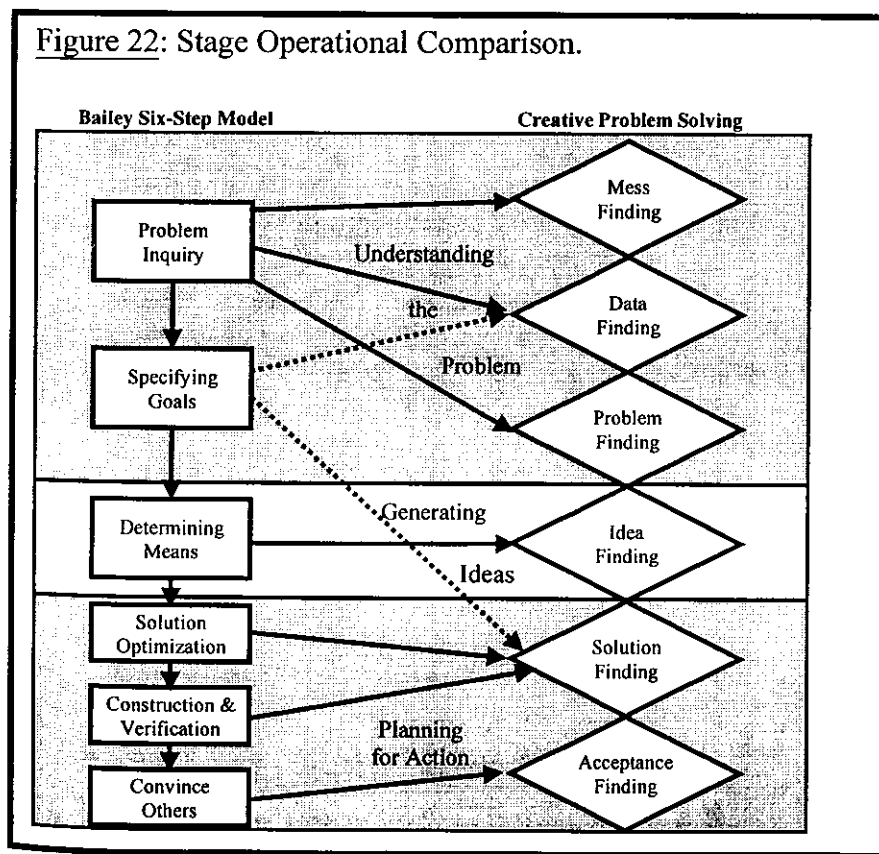 Figure 22: Stage Operational Comparison.
Bailey Six-Step Model
Creative Problem Solving
Mess
Finding
Problem
Inquiry
Understanding
the
Data
Finding
Problem
Specifying
Goals
Problem
Finding
Generating
Determining
Means
Idea
Finding
Ideas
Solution
Optimization
Solution
Finding
Construction &
Verification
Planning
for Action
Convince
Others
Acceptance
Finding